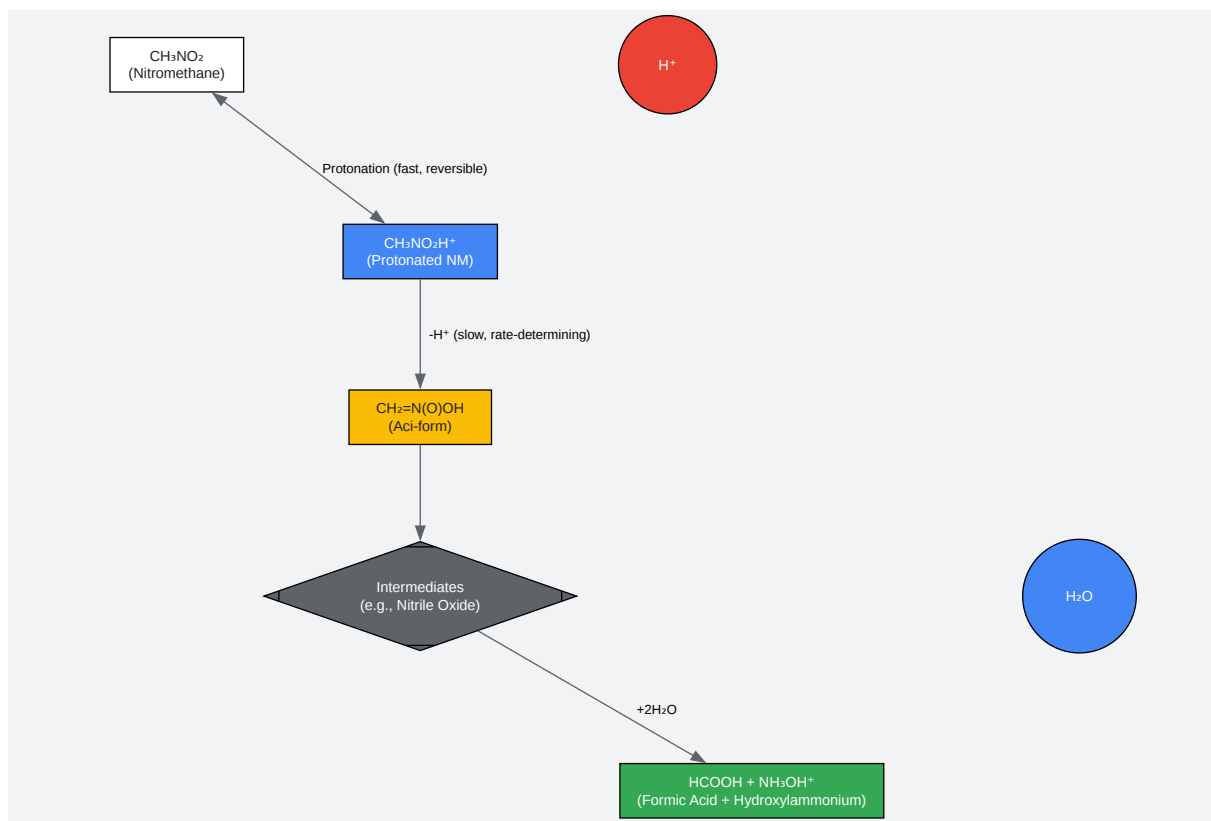 CH₃NO₂
(Nitromethane)
H⁺
Protonation (fast, reversible)
CH₃NO₂H⁺
(Protonated NM)
-H⁺ (slow, rate-determining)
CH₂=N(O)OH
(Aci-form)
Intermediates
(e.g., Nitrile Oxide)
H₂O
+2H₂O
HCOOH + NH₃OH⁺
(Formic Acid + Hydroxylammonium)